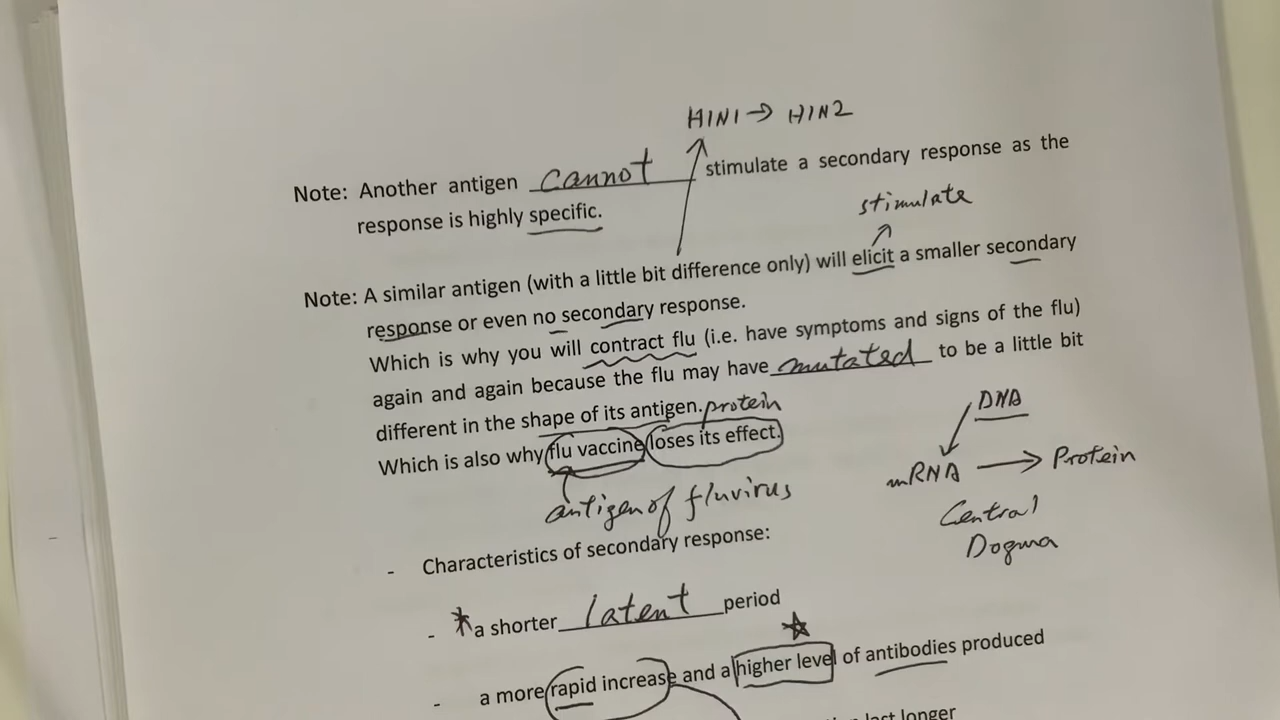 H1N1 → H1N2
Note: Another antigen cannot stimulate a secondary response as the
response is highly specific.
stimulate
Note: A similar antigen (with a little bit difference only) will elicit a smaller secondary
response or even no secondary response.
Which is why you will contract flu (i.e. have symptoms and signs of the flu)
again and again because the flu may have mutated to be a little bit
different in the shape of its antigen. protein
Which is also why flu vaccine loses its effect.
antigen of flu virus
DNA
mRNA → Protein
Central
Dogma
- Characteristics of secondary response:
- *a shorter latent period
- a more rapid increase and a higher level of antibodies produced
last longer